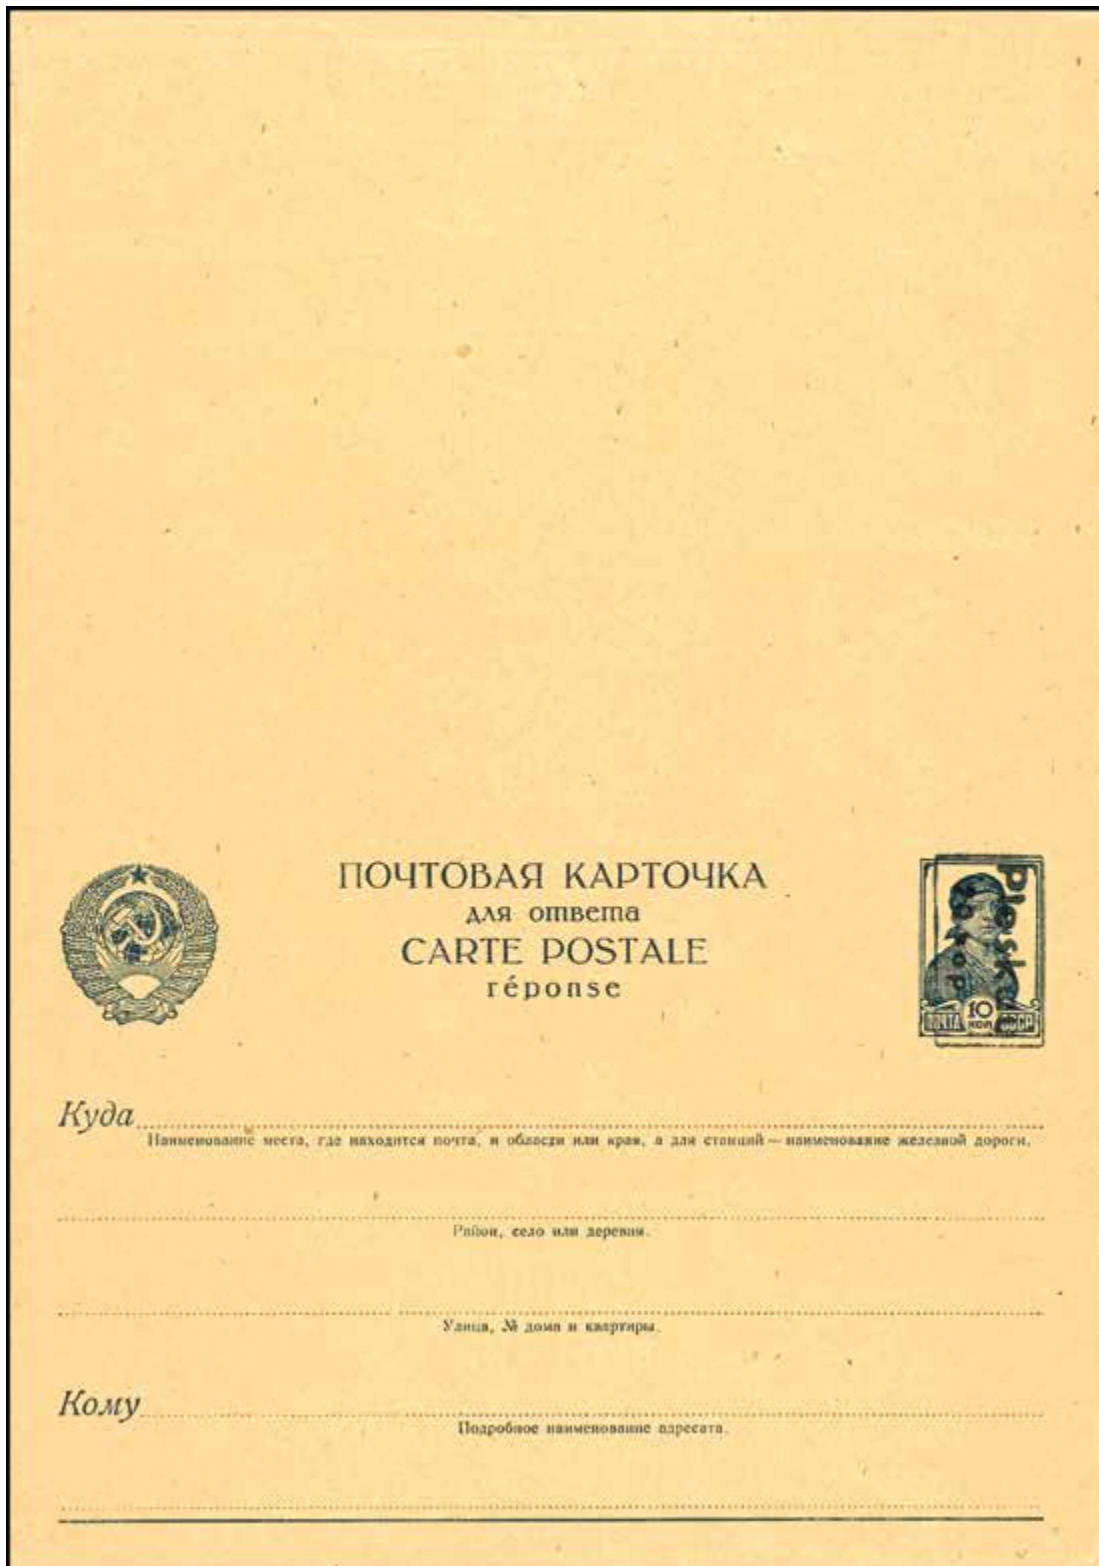 ПОЧТОВАЯ КАРТОЧКА
для ответа
CARTE POSTALE
réponse
Pleskau
20 kop
ПОЧТА 10 КОП СССР
Куда
Наименование места, где находится почта, и области или края, а для станций — наименование железной дороги.
Район, село или деревня.
Улица, № дома и квартиры.
Кому
Подробное наименование адресата.